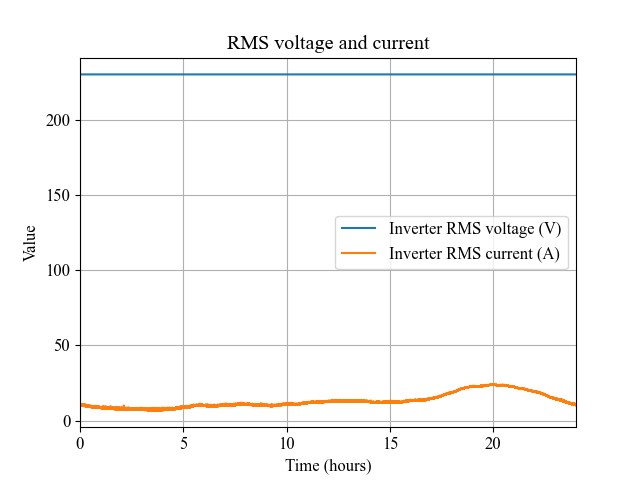 RMS voltage and current
Value
200
150
100
50
0
Inverter RMS voltage (V)
Inverter RMS current (A)
0 5 10 15 20
Time (hours)